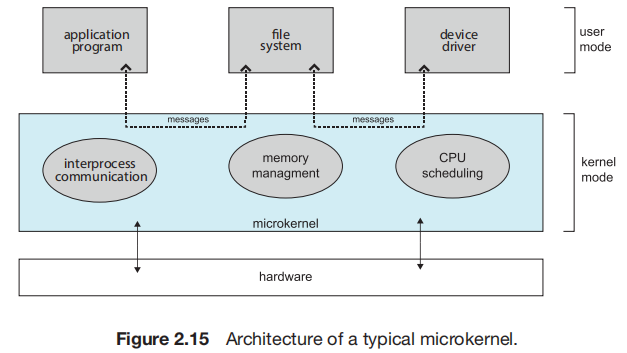 application
program
file
system
device
driver
user
mode
messages
messages
interprocess
communication
memory
managment
CPU
scheduling
kernel
mode
microkernel
hardware
Figure 2.15 Architecture of a typical microkernel.